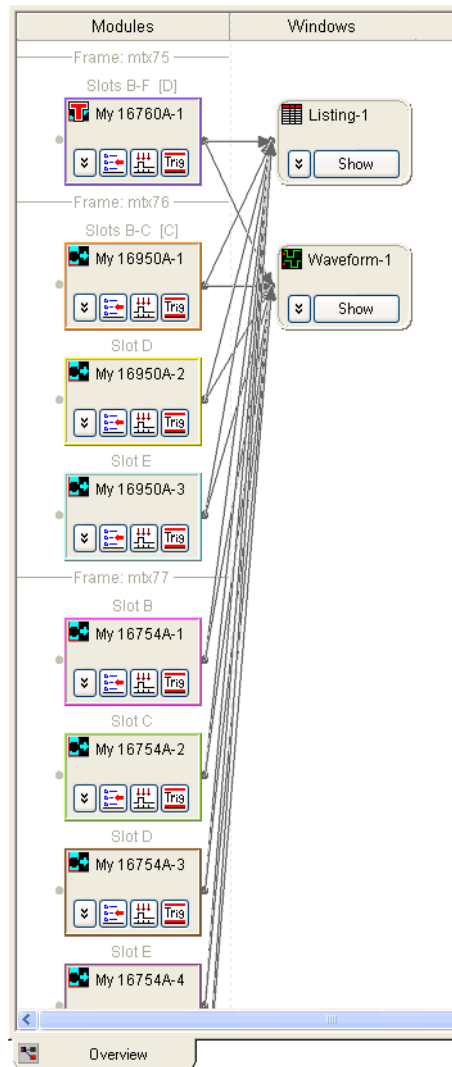 Modules Windows
Frame: mtx75
Slots B-F [D]
My 16760A-1
Trig
Listing-1
Show
Frame: mtx76
Slots B-C [C]
My 16950A-1
Trig
Waveform-1
Show
Slot D
My 16950A-2
Trig
Slot E
My 16950A-3
Trig
Frame: mtx77
Slot B
My 16754A-1
Trig
Slot C
My 16754A-2
Trig
Slot D
My 16754A-3
Trig
Slot E
My 16754A-4
Overview